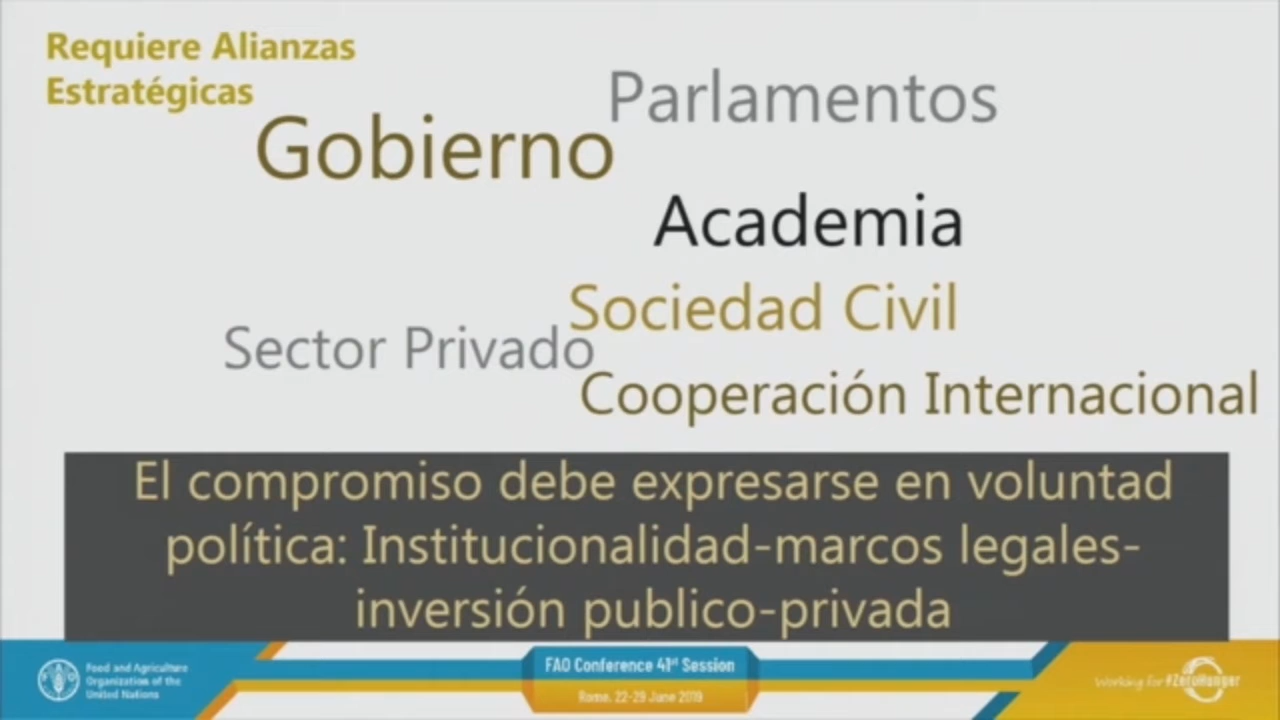 Requiere Alianzas
Estratégicas
Parlamentos
Gobierno
Academia
Sociedad Civil
Sector Privado
Cooperación Internacional
El compromiso debe expresarse en voluntad
política: Institucionalidad-marcos legales-
inversión publico-privada
FAO Conference 41st Session
Rome, 22-29 June 2019
Food and Agriculture
Organization of the
United Nations
Working for #ZeroHunger